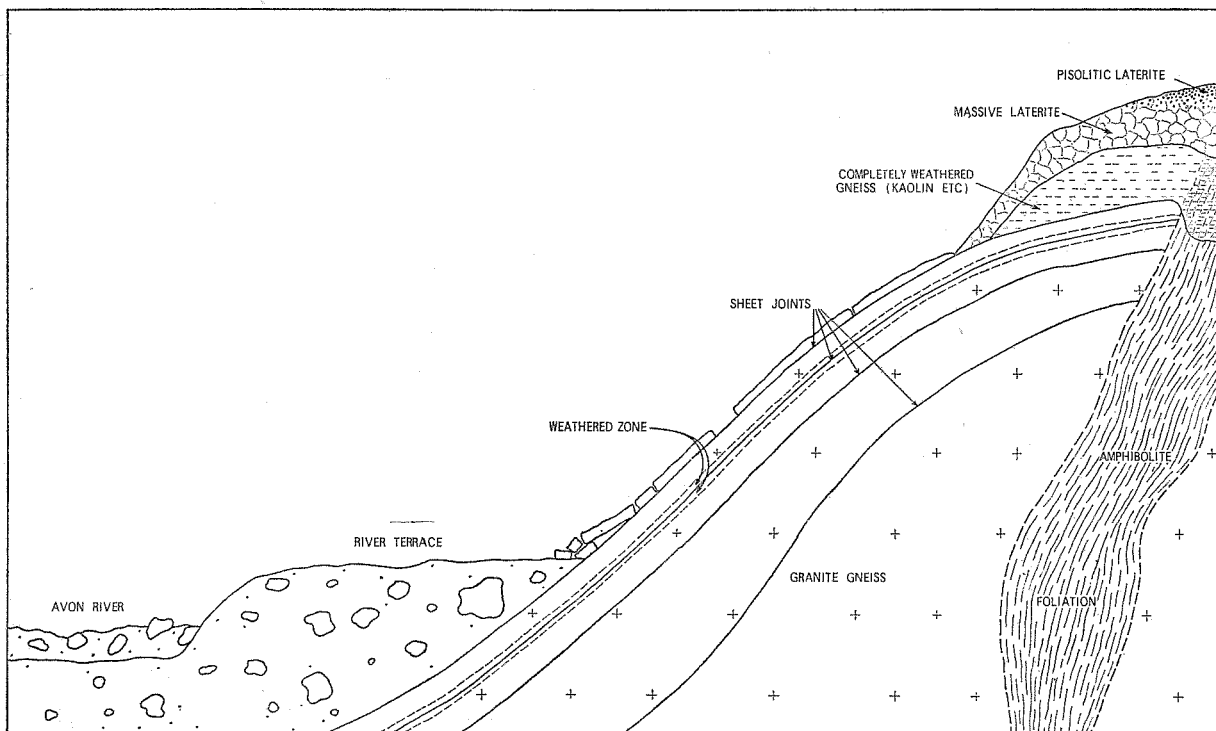 PISOLITIC LATERITE
MASSIVE LATERITE
COMPLETELY WEATHERED
GNEISS (KAOLIN ETC)
SHEET JOINTS
WEATHERED ZONE
AMPHIBOLITE
RIVER TERRACE
GRANITE GNEISS
AVON RIVER
FOLIATION